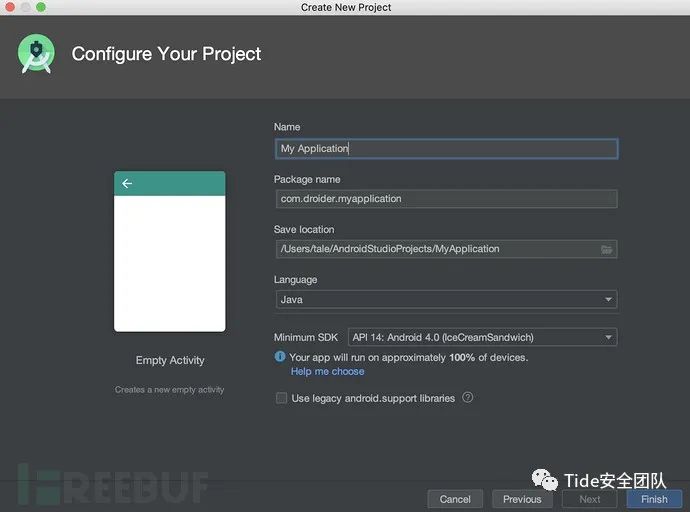 Create New Project
Configure Your Project
Name
My Application
Package name
com.droider.myapplication
Save location
/Users/tale/AndroidStudioProjects/MyApplication
Language
Java
Minimum SDK API 14: Android 4.0 (IceCreamSandwich)
Your app will run on approximately 100% of devices.
Help me choose
Use legacy android.support libraries ?
Empty Activity
Creates a new empty activity
FREEBUF
Tide安全团队
Cancel Previous Next Finish